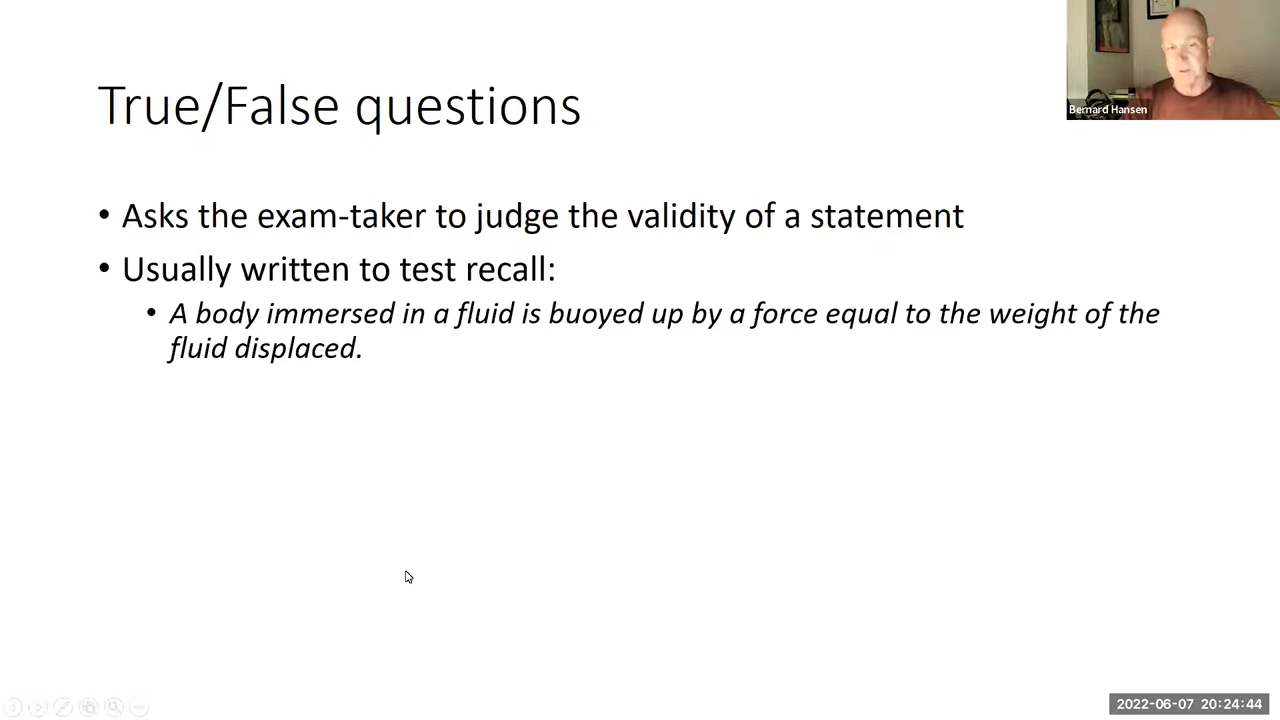 True/False questions
Bernard Hansen
• Asks the exam-taker to judge the validity of a statement
• Usually written to test recall:
• A body immersed in a fluid is buoyed up by a force equal to the weight of the
fluid displaced.
2022-06-07 20:24:44